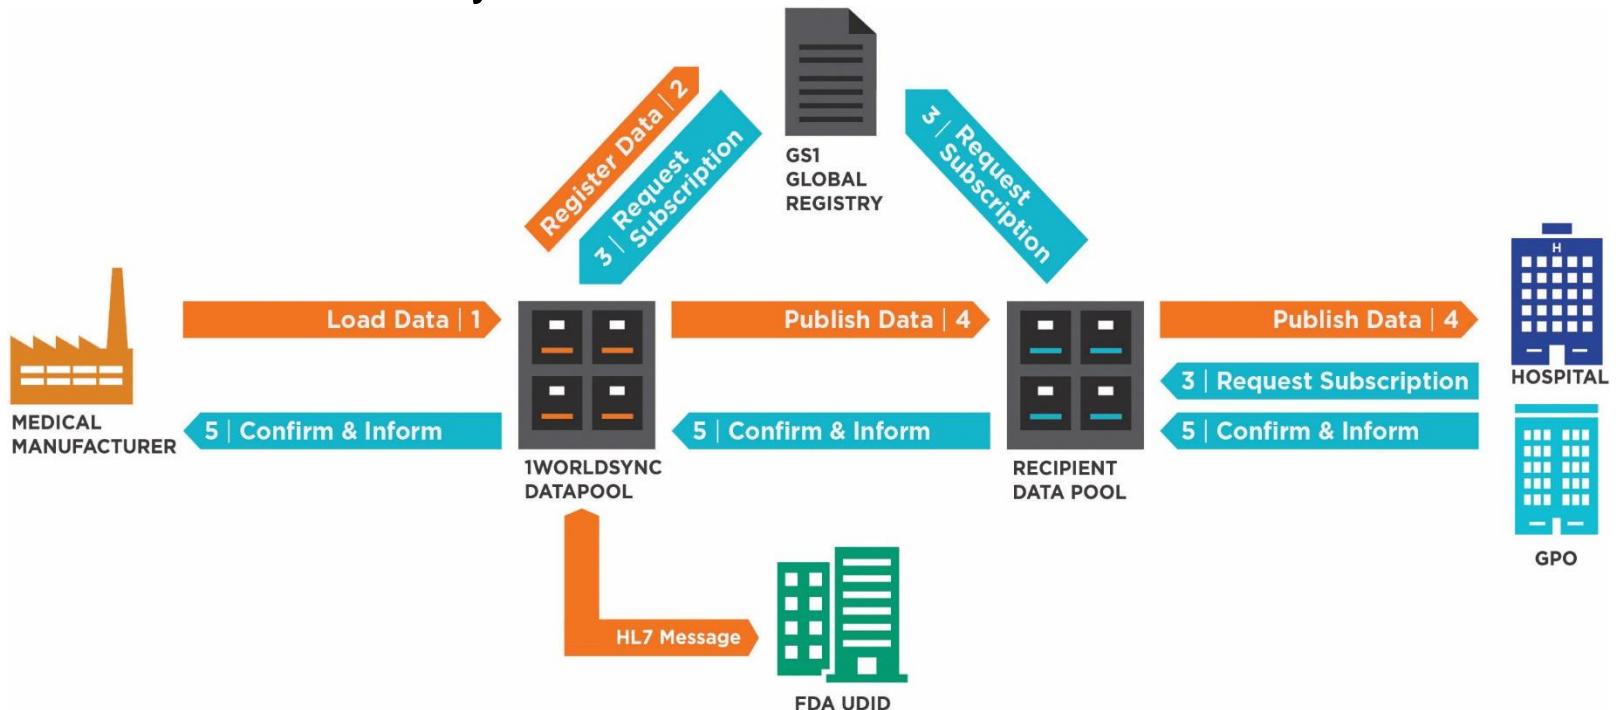 GS1
GLOBAL
REGISTRY
Register Data | 2
3 | Request
Subscription
3 | Request
Subscription
Load Data | 1
Publish Data | 4
Publish Data | 4
H
3 | Request Subscription
HOSPITAL
MEDICAL
MANUFACTURER
5 | Confirm & Inform
5 | Confirm & Inform
5 | Confirm & Inform
1WORLDSYNC
DATAPOOL
RECIPIENT
DATA POOL
GPO
HL7 Message
FDA UDID